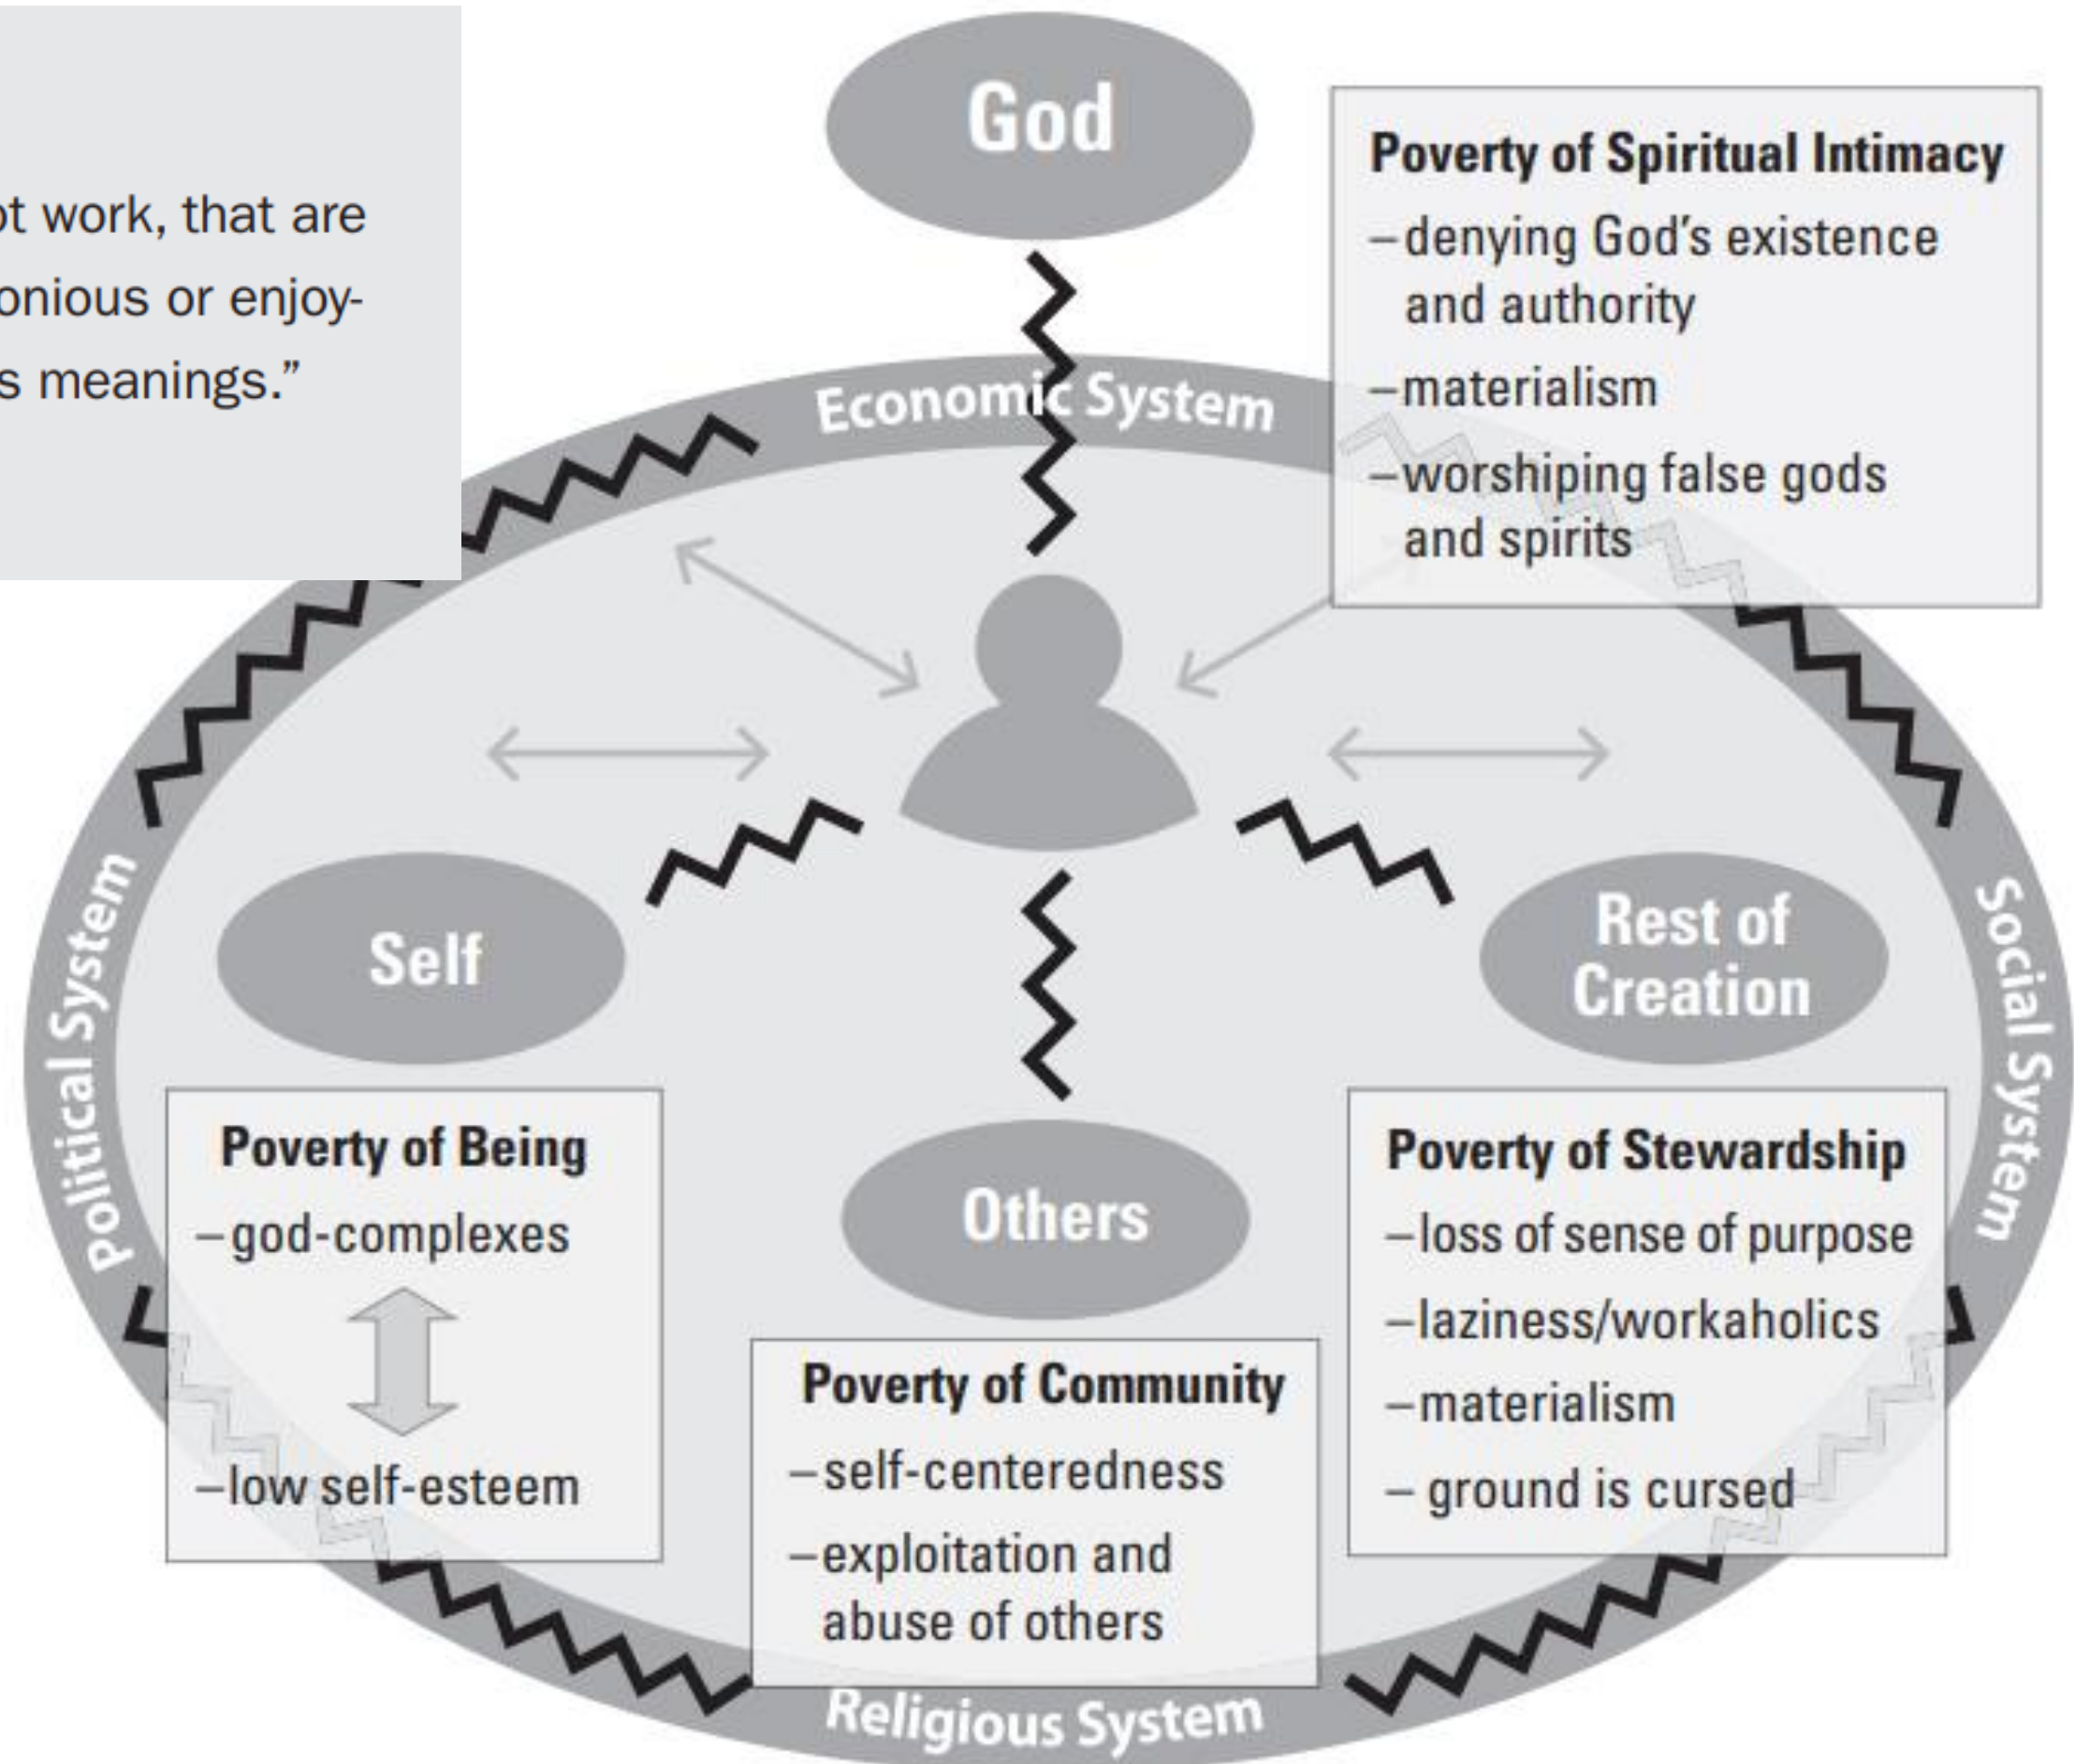 ot work, that are
onious or enjoy-
s meanings.”
God
Poverty of Spiritual Intimacy
–denying God’s existence
and authority
–materialism
–worshiping false gods
and spirits
Economic System
Political System
Social System
Self
Rest of
Creation
Others
Poverty of Being
–god-complexes
–low self-esteem
Poverty of Community
–self-centeredness
–exploitation and
abuse of others
Poverty of Stewardship
–loss of sense of purpose
–laziness/workaholics
–materialism
– ground is cursed
Religious System